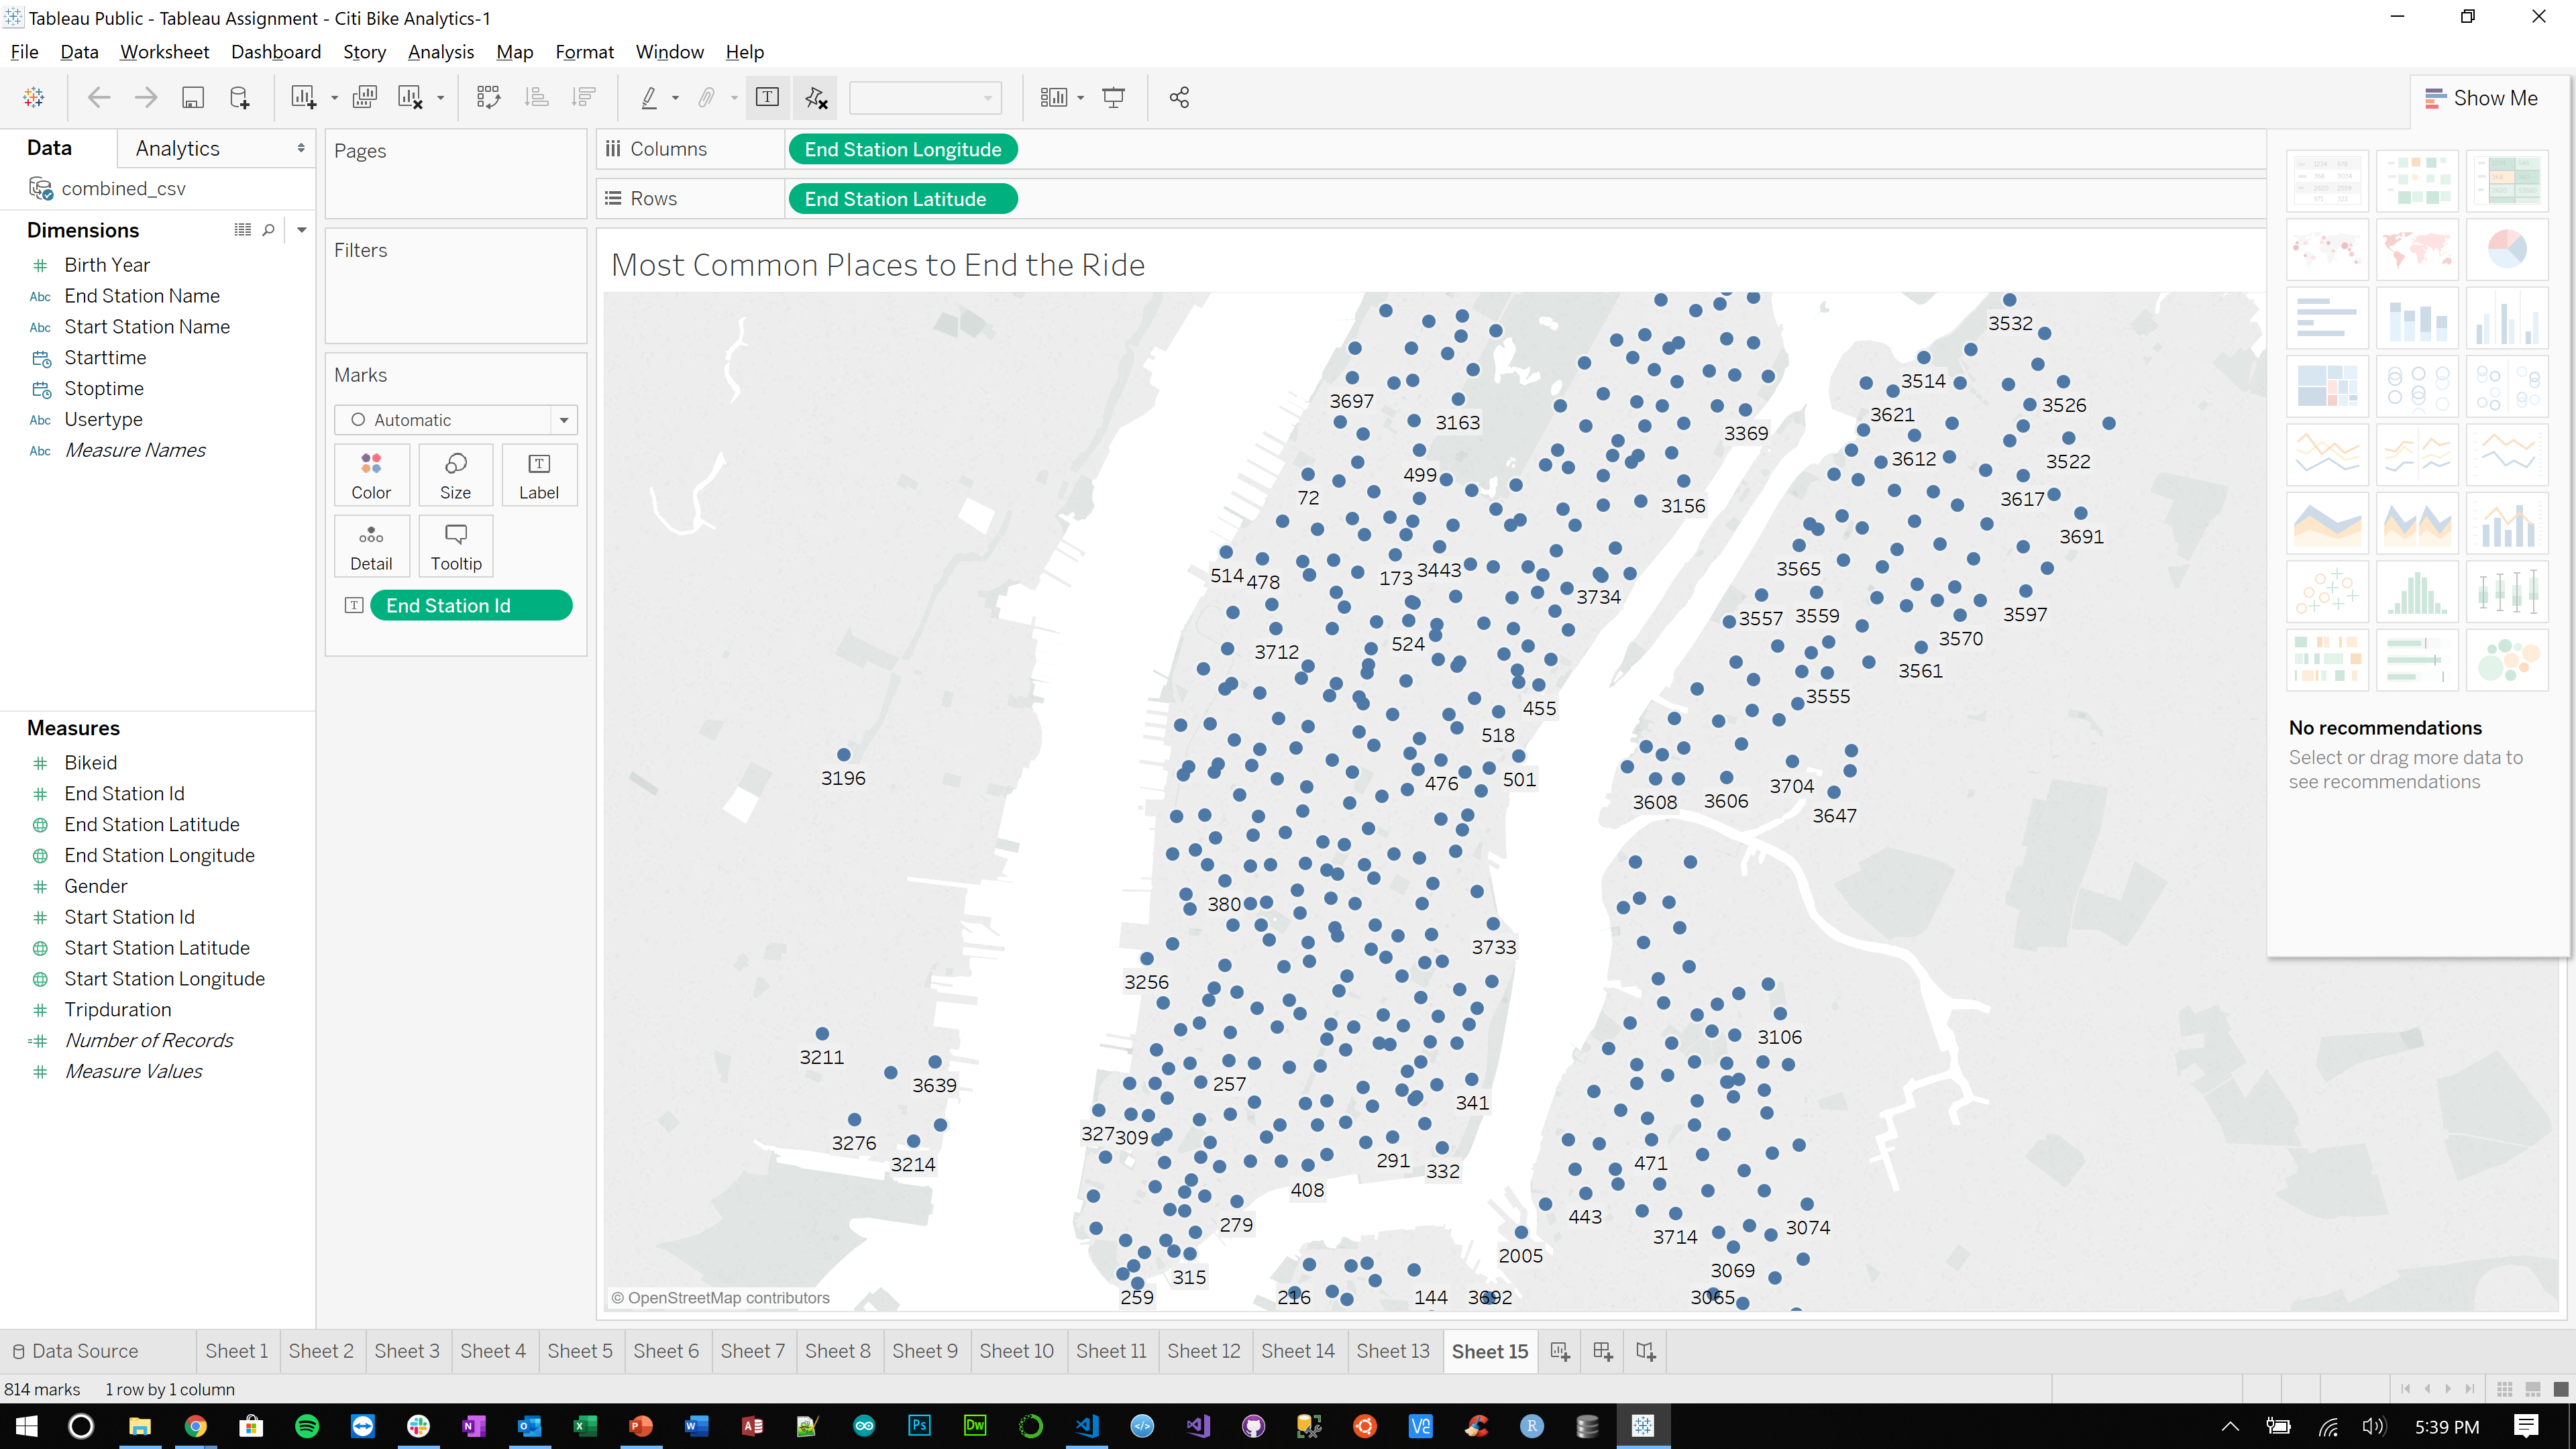 Tableau Public - Tableau Assignment - Citi Bike Analytics-1
File Data Worksheet Dashboard Story Analysis Map Format Window Help
Show Me
Data Analytics
combined_csv
Dimensions
Birth Year
Abc End Station Name
Abc Start Station Name
Starttime
Stoptime
Abc Usertype
Abc Measure Names
Measures
Bikeid
End Station Id
End Station Latitude
End Station Longitude
Gender
Start Station Id
Start Station Latitude
Start Station Longitude
Tripduration
Number of Records
Measure Values
Pages
Filters
Marks
Automatic
Color Size Label
Detail Tooltip
End Station Id
Columns End Station Longitude
Rows End Station Latitude
Most Common Places to End the Ride
3532
3514
3697 3621 3526
3163 3369
499 3612 3522
72 3156 3617
3691
514 478 173 3443 3565
3734
3557 3559 3597
3712 524 3570
3561
455 3555
518
3196 476 501 3704
3608 3606 3647
380
3733
3256
3106
3211
3639 257
341
327 309
3276
3214 291 332 471
408
279 443 3714 3074
2005
315 3069
259 216 144 3692 3065
© OpenStreetMap contributors
No recommendations
Select or drag more data to
see recommendations
Data Source Sheet 1 Sheet 2 Sheet 3 Sheet 4 Sheet 5 Sheet 6 Sheet 7 Sheet 8 Sheet 9 Sheet 10 Sheet 11 Sheet 12 Sheet 14 Sheet 13 Sheet 15
814 marks 1 row by 1 column
5:39 PM